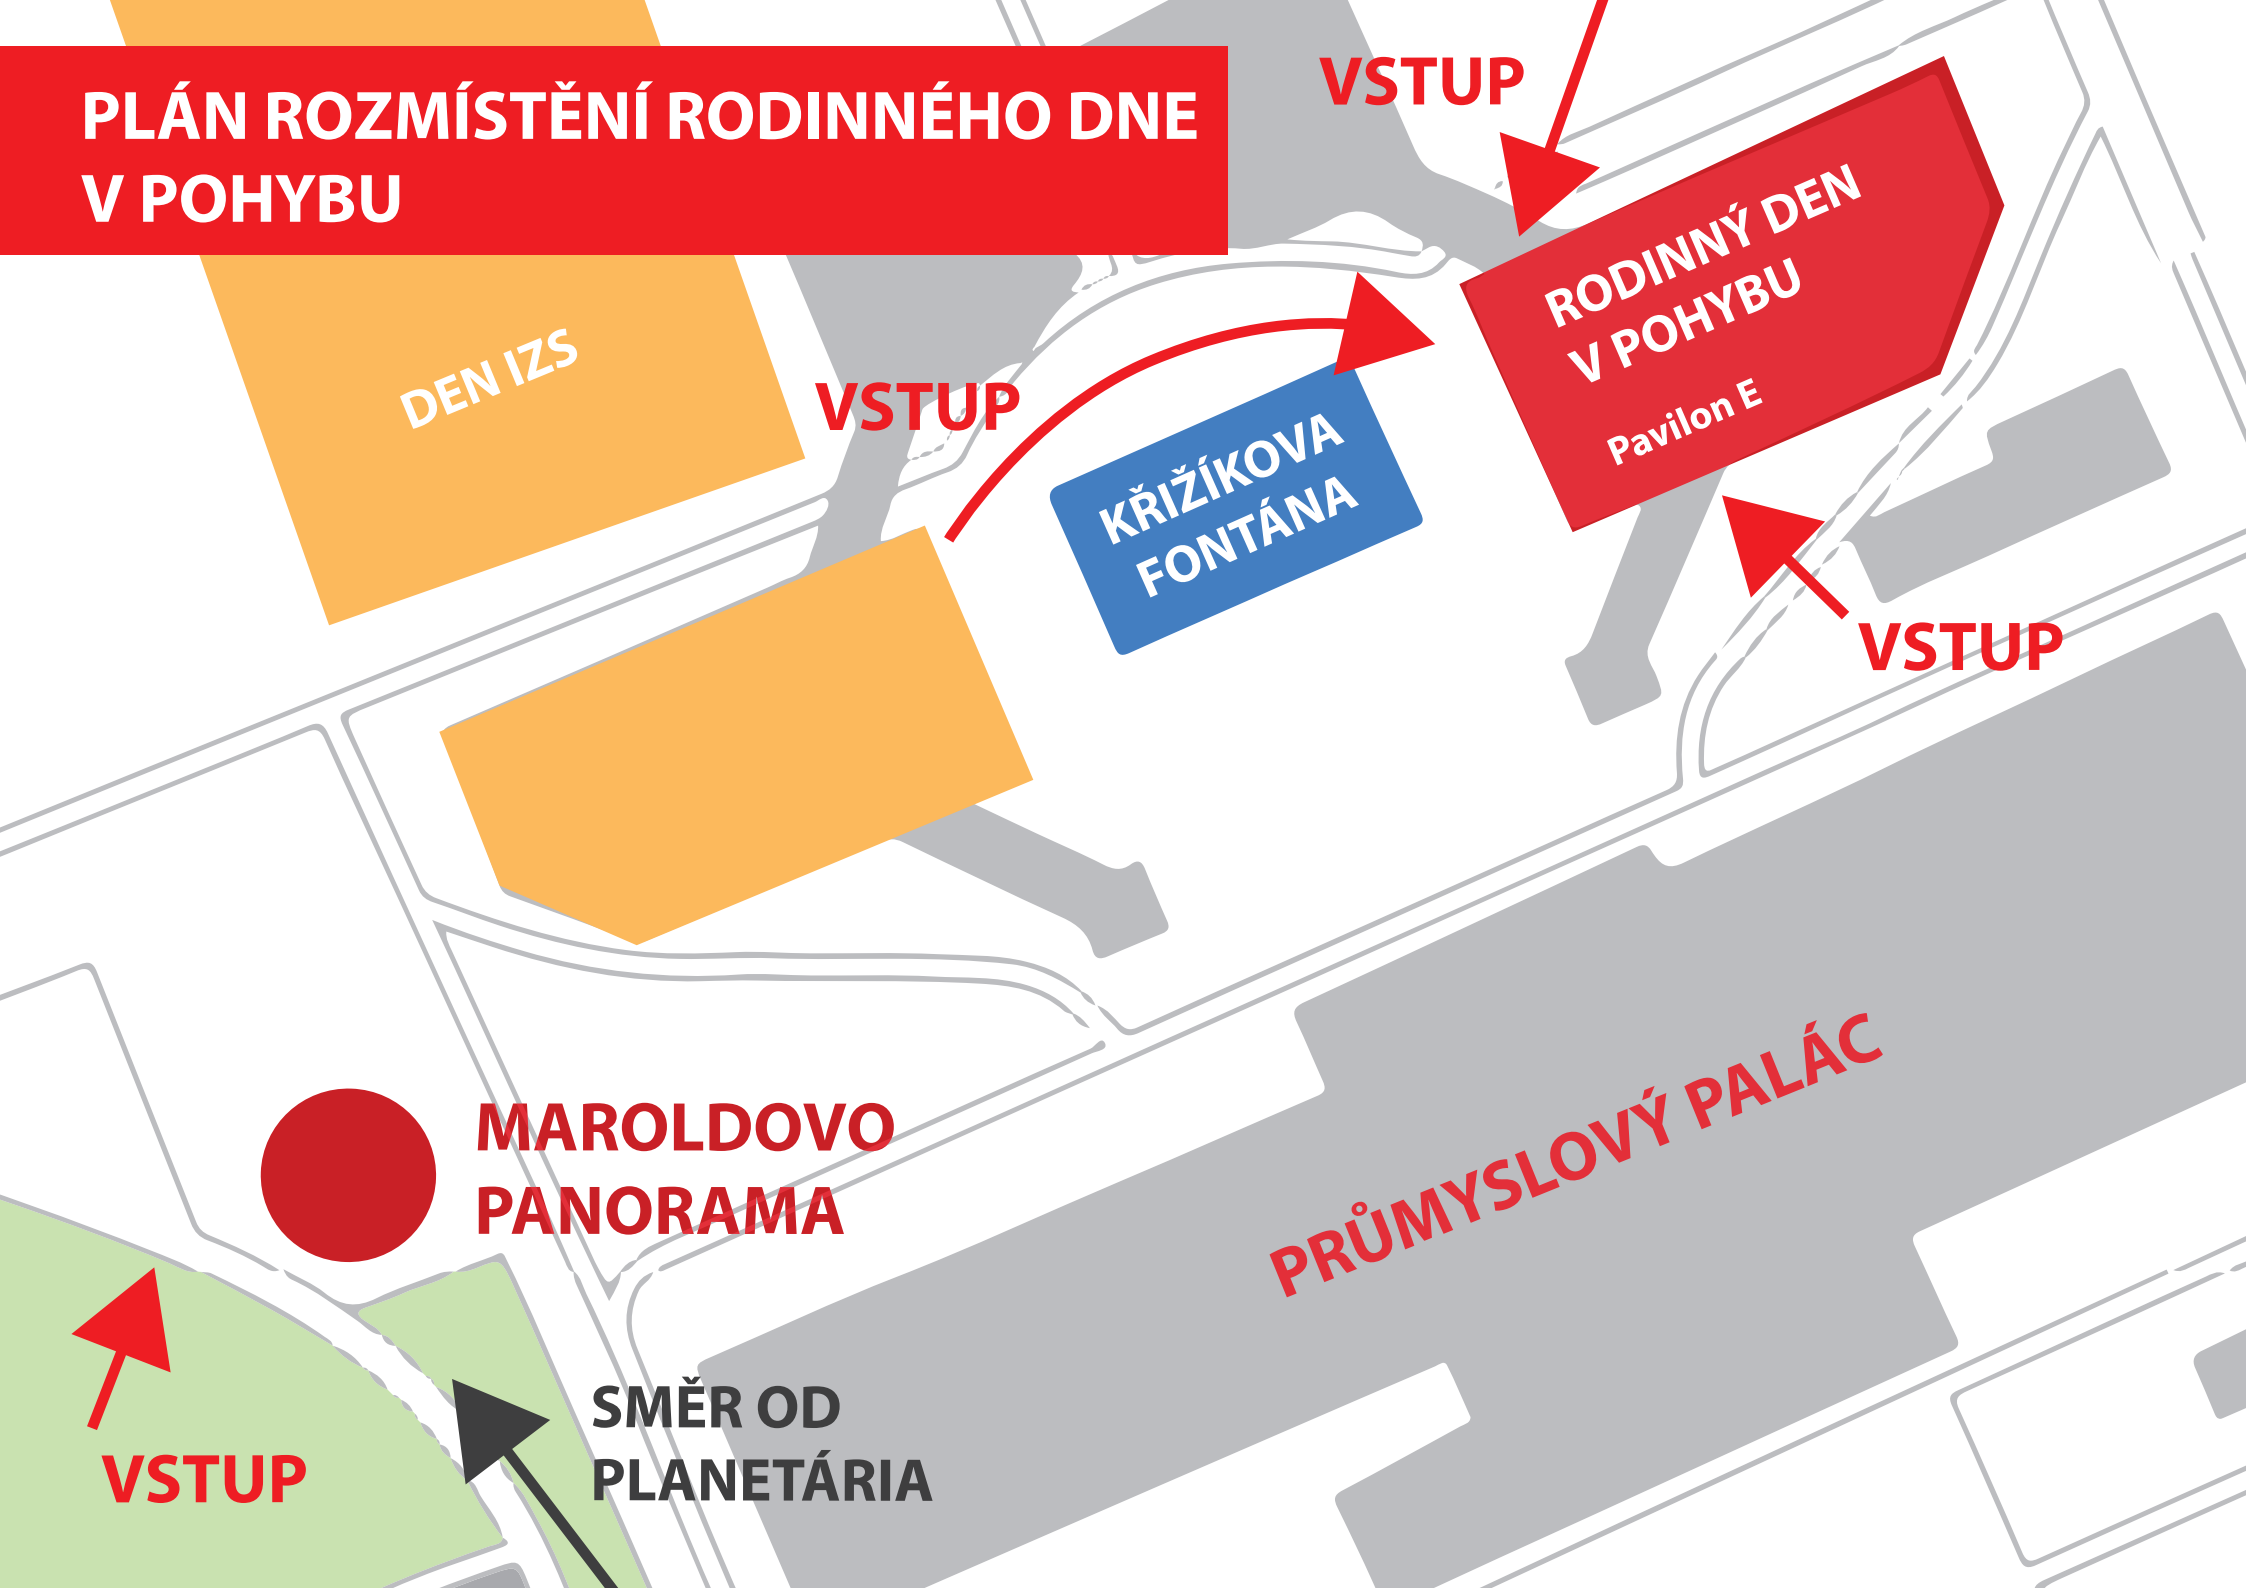 PLÁN ROZMÍSTĚNÍ RODINNÉHO DNE
V POHYBU
VSTUP
RODINNÝ DEN
V POHYBU
Pavilon E
DEN IZS
VSTUP
KŘIŽÍKOVA
FONTÁNA
VSTUP
PRŮMYSLOVÝ PALÁC
MAROLDOVO
PANORAMA
SMĚR OD
PLANETÁRIA
VSTUP